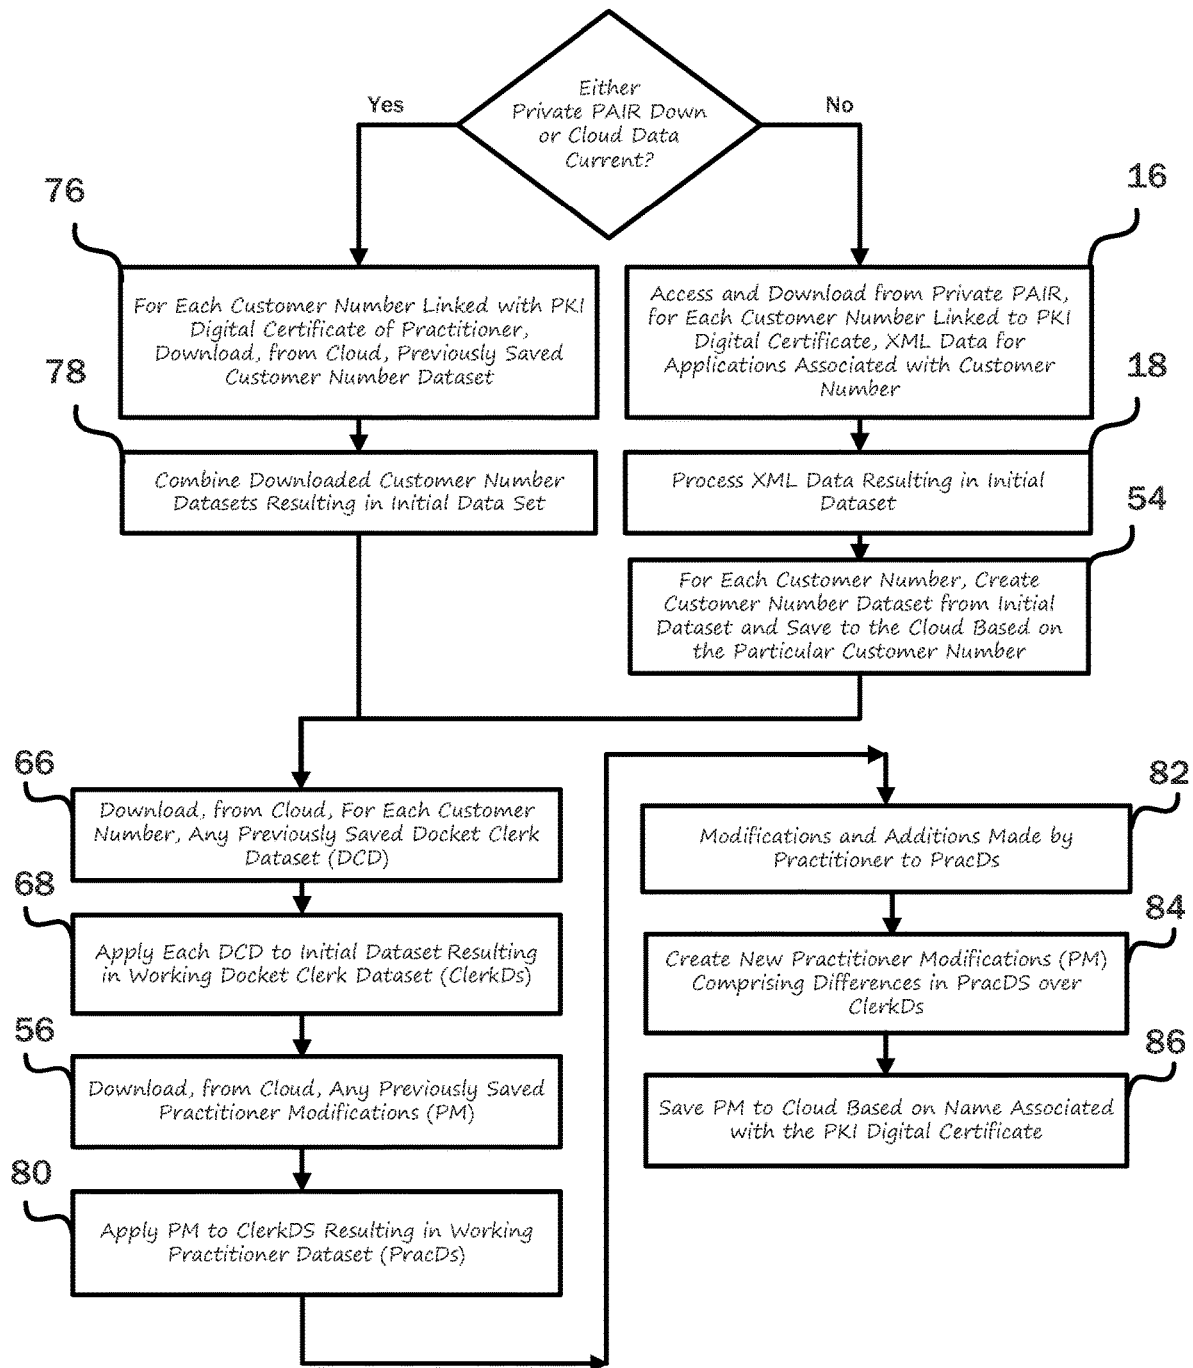 Either
Private PAIR Down
or Cloud Data
Current?
Yes
No
76
For Each Customer Number Linked with PKI
Digital Certificate of Practitioner,
Download, from Cloud, Previously Saved
Customer Number Dataset
16
Access and Download from Private PAIR,
for Each Customer Number Linked to PKI
Digital Certificate, XML Data for
Applications Associated with Customer
Number
78
Combine Downloaded Customer Number
Datasets Resulting in Initial Data Set
18
Process XML Data Resulting in Initial
Dataset
54
For Each Customer Number, Create
Customer Number Dataset from Initial
Dataset and Save to the Cloud Based on
the Particular Customer Number
66
Download, from Cloud, For Each Customer
Number, Any Previously Saved Docket Clerk
Dataset (DCD)
68
Apply Each DCD to Initial Dataset Resulting
in Working Docket Clerk Dataset (ClerkDs)
56
Download, from Cloud, Any Previously Saved
Practitioner Modifications (PM)
80
Apply PM to ClerkDS Resulting in Working
Practitioner Dataset (PracDs)
82
Modifications and Additions Made by
Practitioner to PracDs
84
Create New Practitioner Modifications (PM)
Comprising Differences in PracDS over
ClerkDs
86
Save PM to Cloud Based on Name Associated
with the PKI Digital Certificate